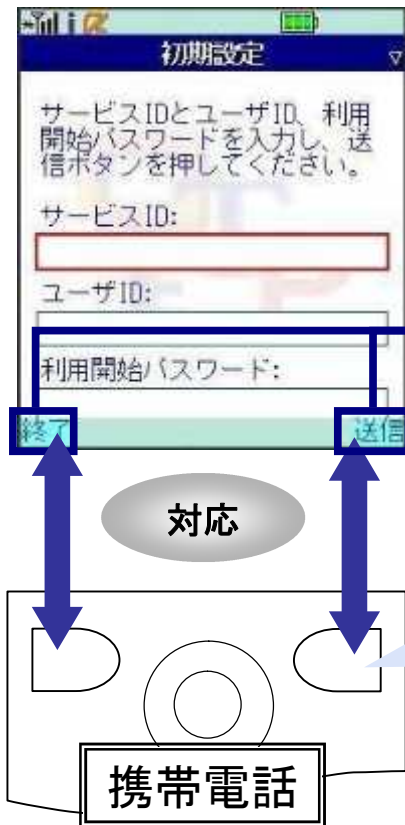 初期設定
サービスIDとユーザID、利用
開始パスワードを入力し、送
信ボタンを押してください。
サービスID:
ユーザID:
利用開始パスワード:
終了 送信
対応
携帯電話